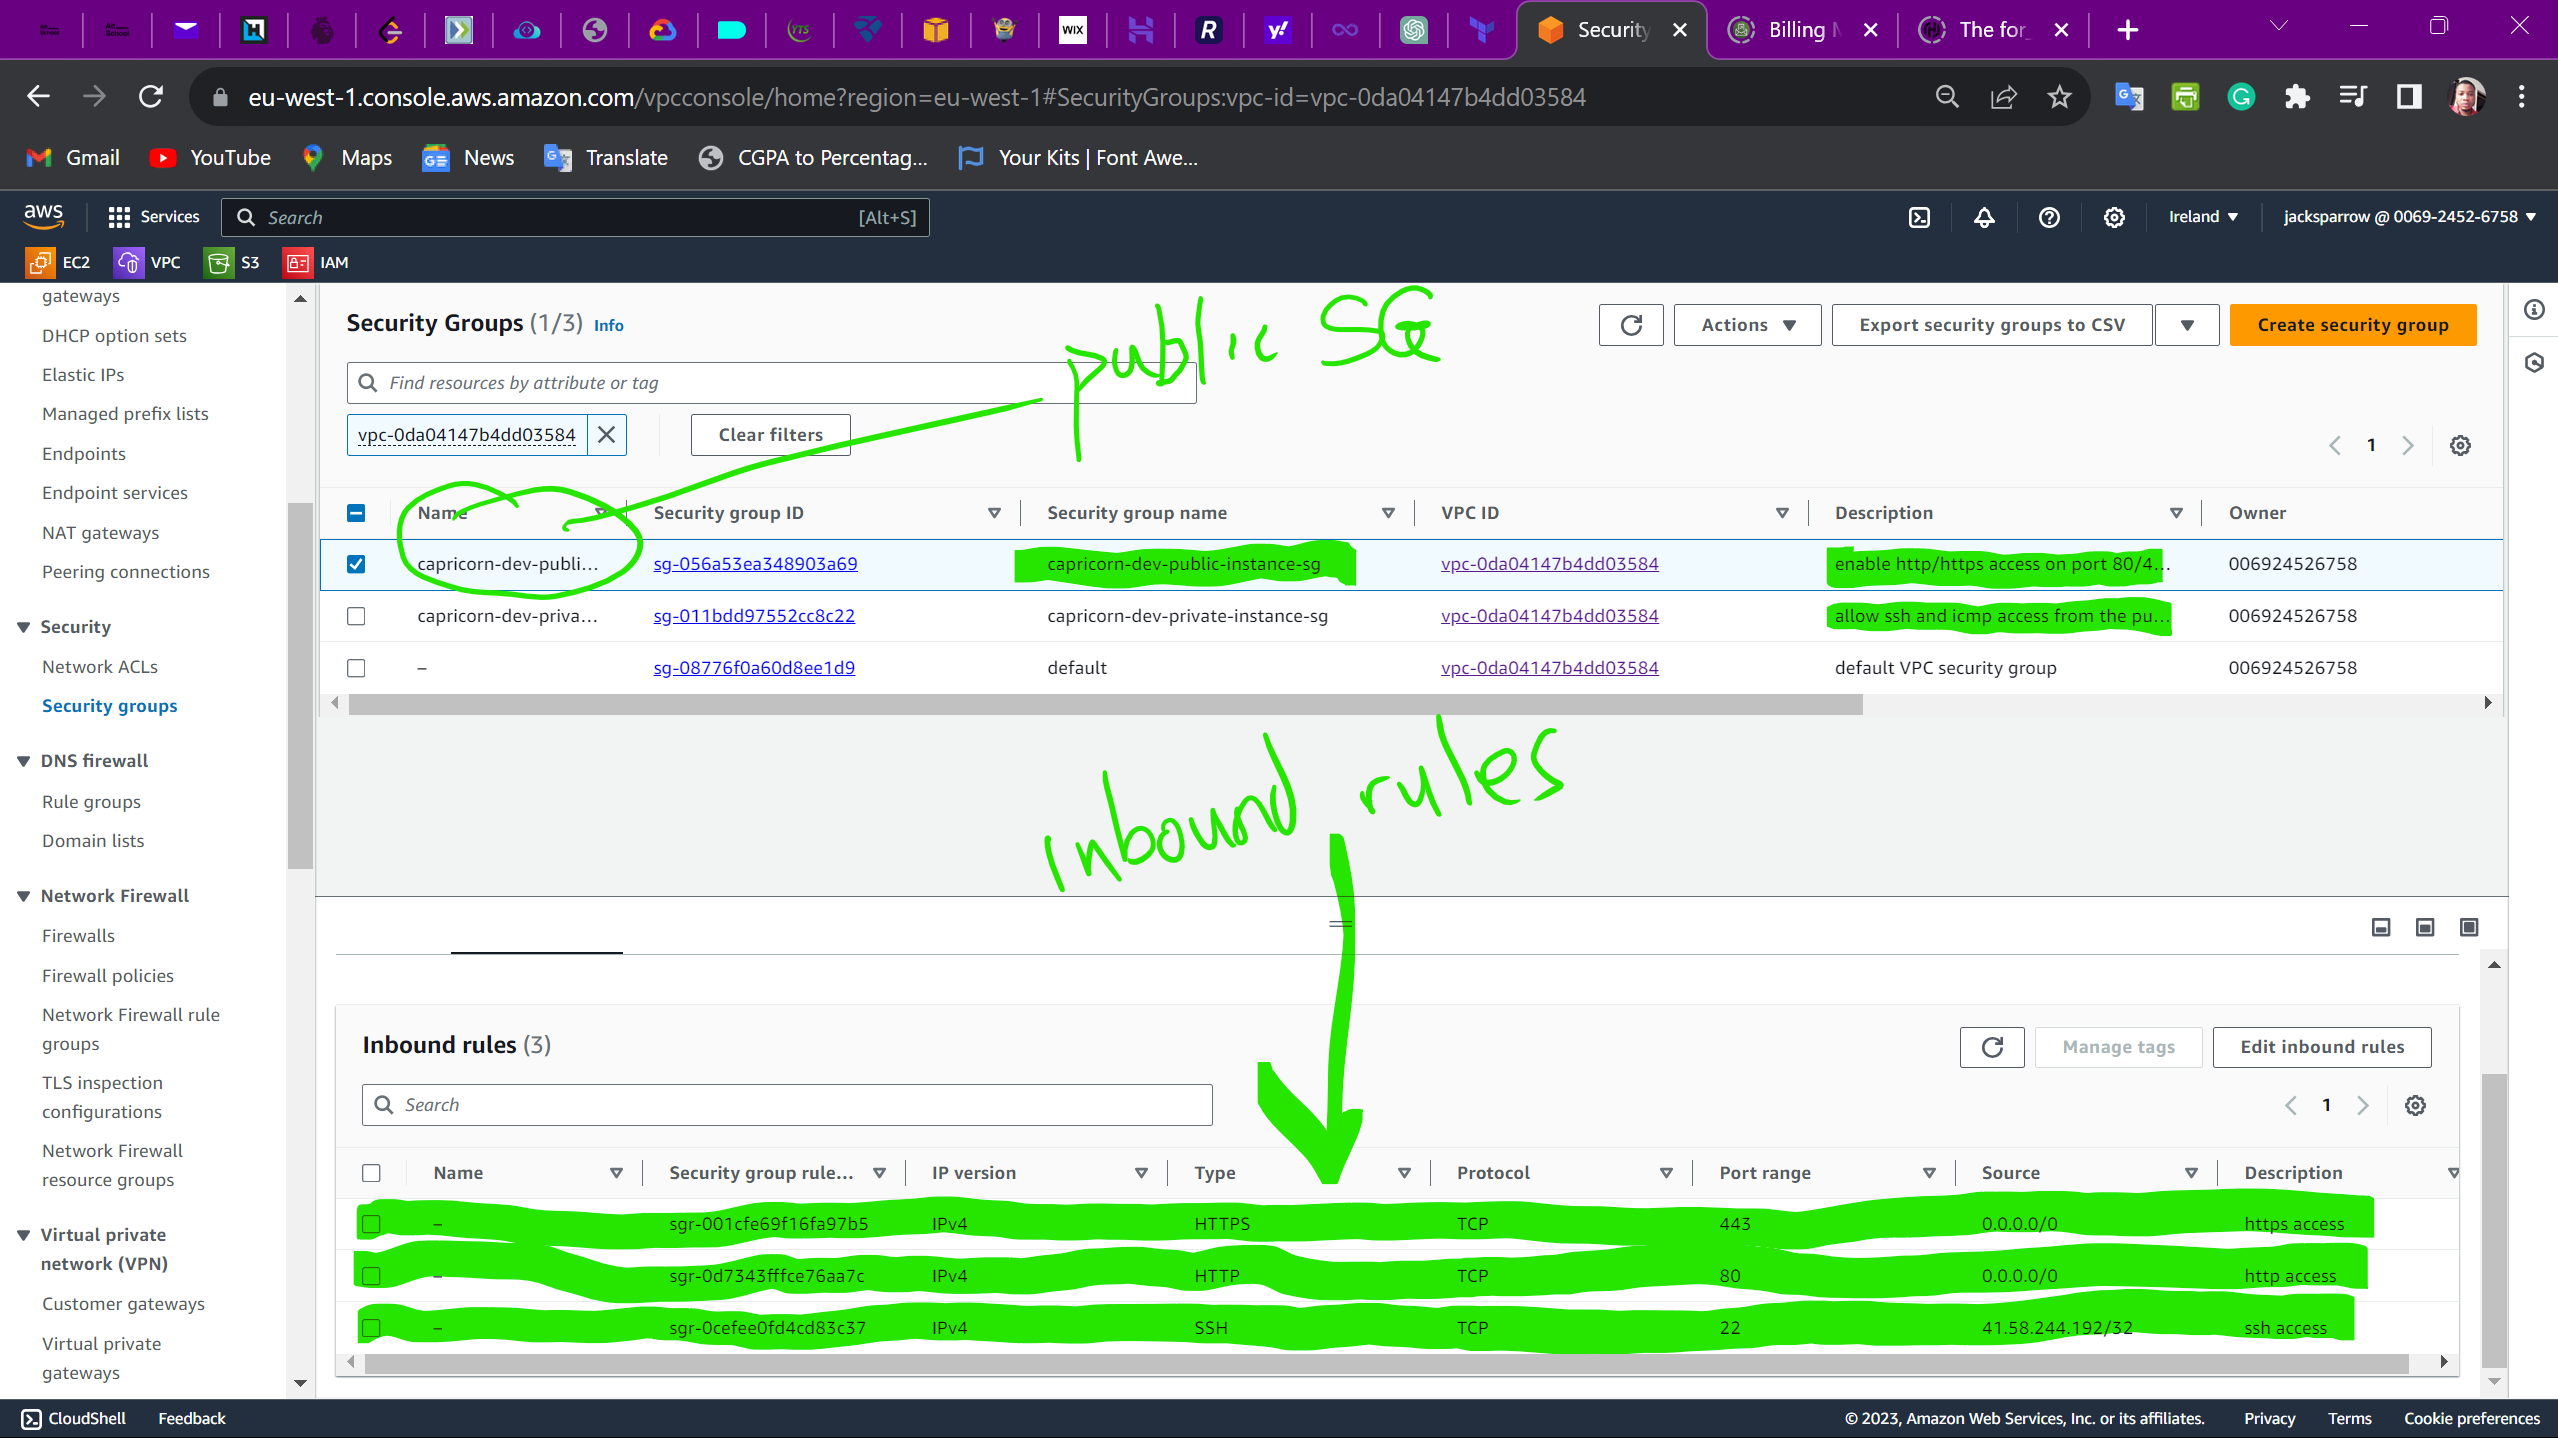 Security
Billing M
The for
eu-west-1.console.aws.amazon.com/vpcconsole/home?region=eu-west-1#SecurityGroups:vpc-id=vpc-0da04147b4dd03584
Gmail YouTube Maps News Translate CGPA to Percentag... Your Kits | Font Awe...
aws Services Search [Alt+S] Ireland jacksparrow @ 0069-2452-6758
EC2 VPC S3 IAM
gateways
DHCP option sets
Elastic IPs
Managed prefix lists
Endpoints
Endpoint services
NAT gateways
Peering connections
Security
Network ACLs
Security groups
DNS firewall
Rule groups
Domain lists
Network Firewall
Firewalls
Firewall policies
Network Firewall rule
groups
TLS inspection
configurations
Network Firewall
resource groups
Virtual private
network (VPN)
Customer gateways
Virtual private
gateways
Security Groups (1/3) Info
public SG
Actions Export security groups to CSV Create security group
Find resources by attribute or tag
vpc-0da04147b4dd03584 Clear filters
1
Name Security group ID Security group name VPC ID Description Owner
capricorn-dev-publi... sg-056a53ea348903a69 capricorn-dev-public-instance-sg vpc-0da04147b4dd03584 enable http/https access on port 80/4... 006924526758
capricorn-dev-priva... sg-011bdd97552cc8c22 capricorn-dev-private-instance-sg vpc-0da04147b4dd03584 allow ssh and icmp access from the pu... 006924526758
– sg-08776f0a60d8ee1d9 default vpc-0da04147b4dd03584 default VPC security group 006924526758
inbound rules
Inbound rules (3)
Manage tags Edit inbound rules
Search
1
Name Security group rule... IP version Type Protocol Port range Source Description
– sgr-001cfe69f16fa97b5 IPv4 HTTPS TCP 443 0.0.0.0/0 https access
– sgr-0d7343fffce76aa7c IPv4 HTTP TCP 80 0.0.0.0/0 http access
– sgr-0cefee0fd4cd83c37 IPv4 SSH TCP 22 41.58.244.192/32 ssh access
CloudShell Feedback © 2023, Amazon Web Services, Inc. or its affiliates. Privacy Terms Cookie preferences